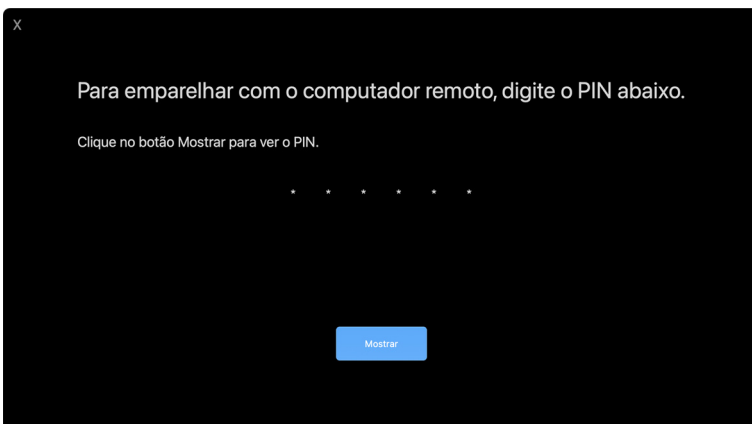 X
Para emparelhar com o computador remoto, digite o PIN abaixo.
Clique no botão Mostrar para ver o PIN.
* * * * * *
Mostrar